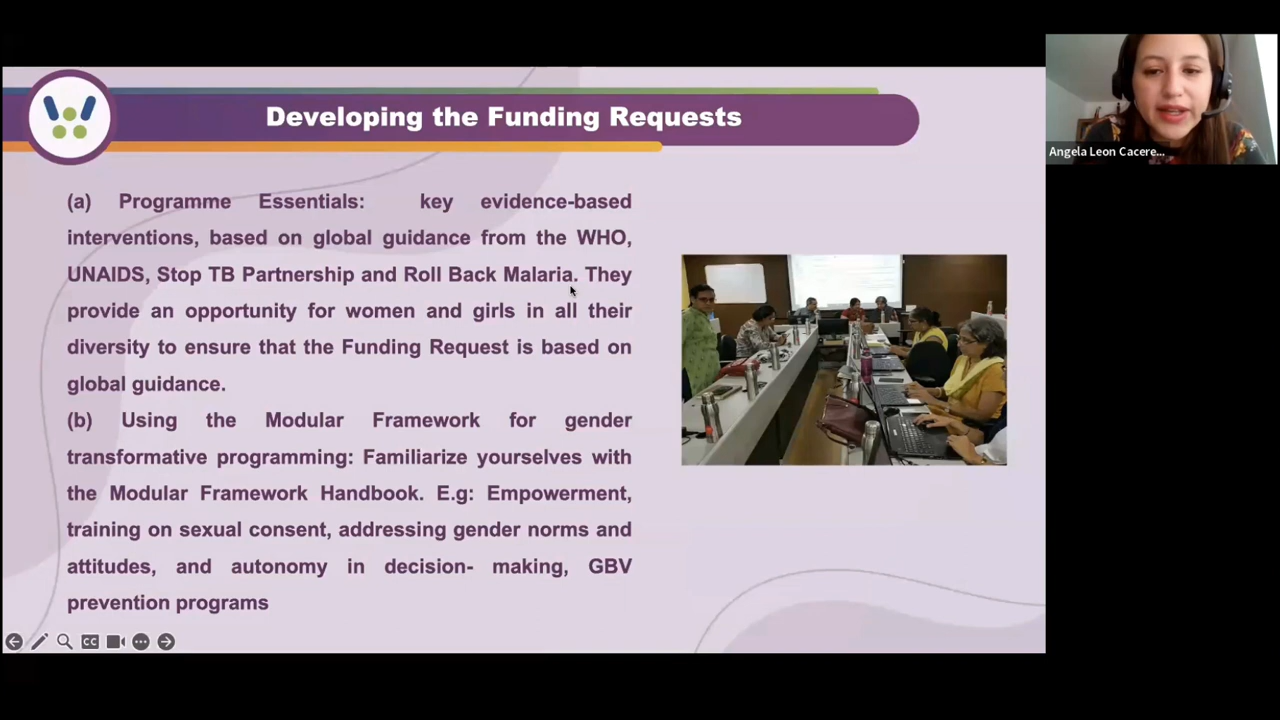 Developing the Funding Requests
(a) Programme Essentials: key evidence-based
interventions, based on global guidance from the WHO,
UNAIDS, Stop TB Partnership and Roll Back Malaria. They
provide an opportunity for women and girls in all their
diversity to ensure that the Funding Request is based on
global guidance.
(b) Using the Modular Framework for gender
transformative programming: Familiarize yourselves with
the Modular Framework Handbook. E.g: Empowerment,
training on sexual consent, addressing gender norms and
attitudes, and autonomy in decision- making, GBV
prevention programs
CC
Angela Leon Cacere...